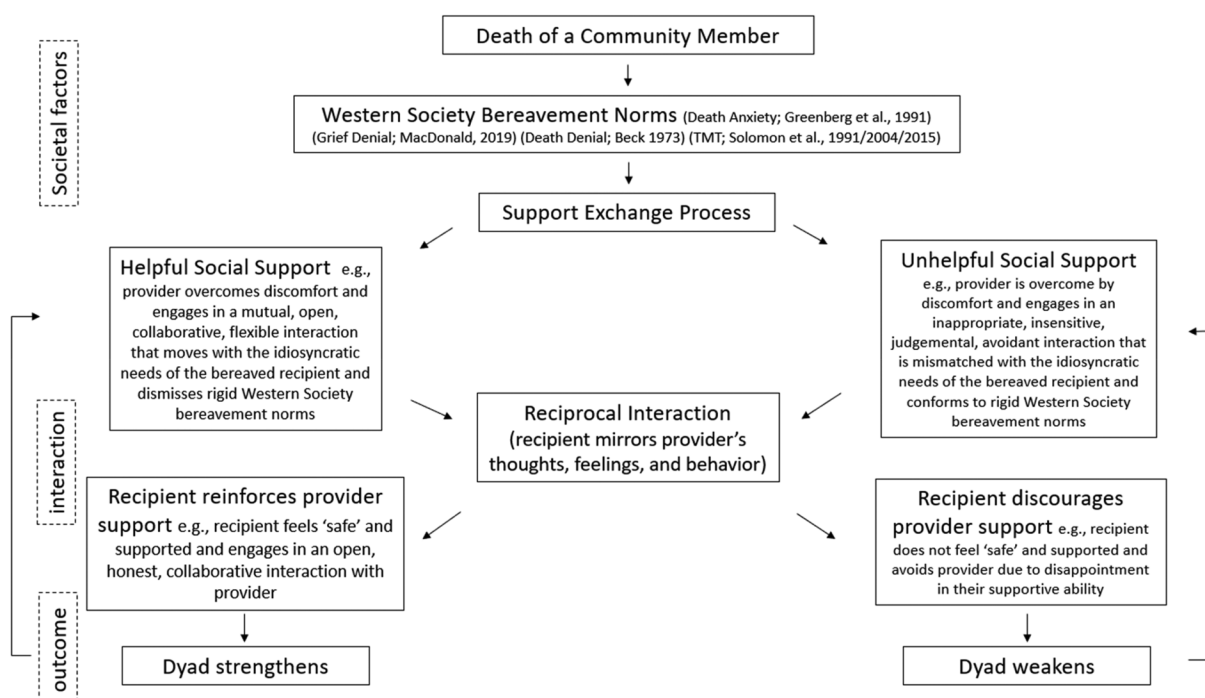 Societal factors
Death of a Community Member
Western Society Bereavement Norms (Death Anxiety; Greenberg et al., 1991)
(Grief Denial; MacDonald, 2019) (Death Denial; Beck 1973) (TMT; Solomon et al., 1991/2004/2015)
Support Exchange Process
Helpful Social Support e.g.,
provider overcomes discomfort and
engages in a mutual, open,
collaborative, flexible interaction
that moves with the idiosyncratic
needs of the bereaved recipient and
dismisses rigid Western Society
bereavement norms
Unhelpful Social Support
e.g., provider is overcome by
discomfort and engages in an
inappropriate, insensitive,
judgemental, avoidant interaction that
is mismatched with the idiosyncratic
needs of the bereaved recipient and
conforms to rigid Western Society
bereavement norms
interaction
Reciprocal Interaction
(recipient mirrors provider’s
thoughts, feelings, and behavior)
Recipient reinforces provider
support e.g., recipient feels ‘safe’ and
supported and engages in an open,
honest, collaborative interaction with
provider
Recipient discourages
provider support e.g., recipient
does not feel ‘safe’ and supported and
avoids provider due to disappointment
in their supportive ability
outcome
Dyad strengthens
Dyad weakens